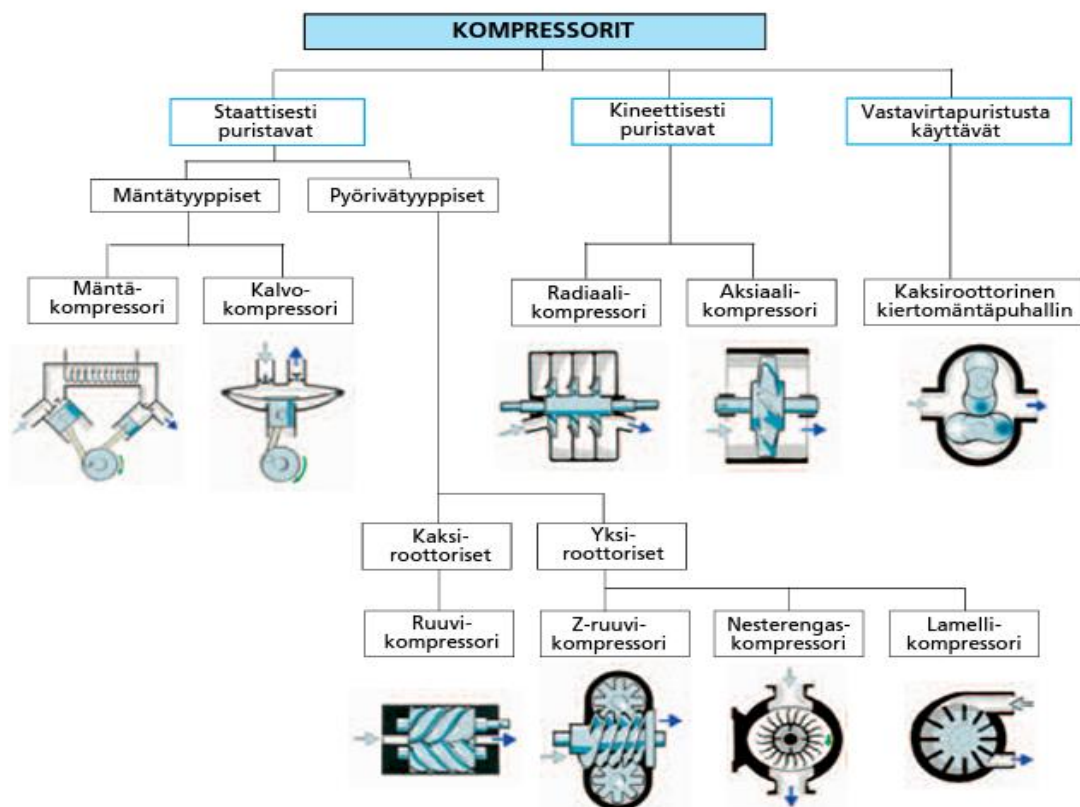 KOMPRESSORIT
Staattisesti
puristavat
Kineettisesti
puristavat
Vastavirtapuristusta
käyttävät
Mäntätyyppiset
Pyörivätyyppiset
Mäntä-
kompressori
Kalvo-
kompressori
Radiaali-
kompressori
Aksiaali-
kompressori
Kaksiroottorinen
kiertomäntäpuhallin
Kaksi-
roottoriset
Yksi-
roottoriset
Ruuvi-
kompressori
Z-ruuvi-
kompressori
Nesterengas-
kompressori
Lamelli-
kompressori